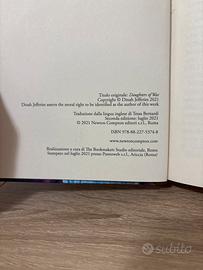 Titolo originale: Daughters of War
Copyright © Dinah Jefferies 2021
Dinah Jefferies asserts the moral right to be identified as the author of this work
Traduzione dalla lingua inglese di Tessa Bernardi
Seconda edizione: luglio 2021
© 2021 Newton Compton editori s.r.l., Roma
ISBN 978-88-227-5374-8
www.newtoncompton.com
Realizzazione a cura di The Bookmakers Studio editoriale, Roma
Stampato nel luglio 2021 presso Puntoweb s.r.l., Ariccia (Roma)
subito